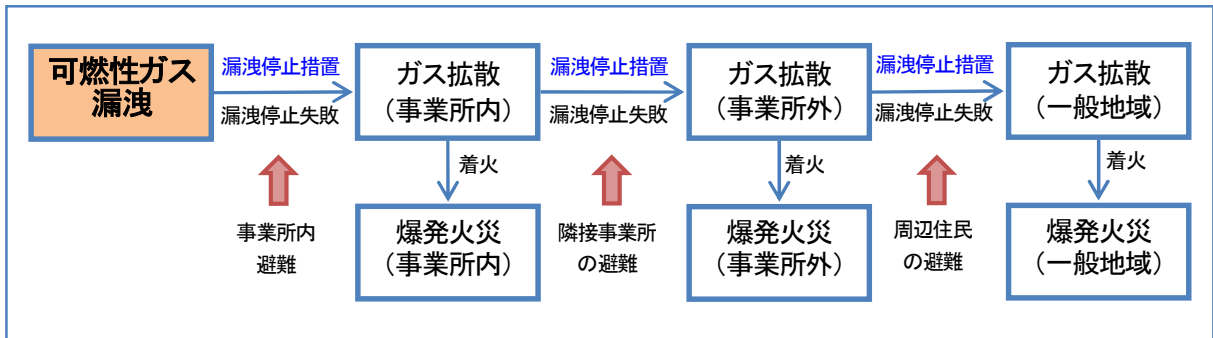 可燃性ガス
漏洩
漏洩停止措置
漏洩停止失敗
ガス拡散
（事業所内）
漏洩停止措置
漏洩停止失敗
ガス拡散
（事業所外）
漏洩停止措置
漏洩停止失敗
ガス拡散
（一般地域）
着火
着火
着火
事業所内
避難
爆発火災
（事業所内）
隣接事業所
の避難
爆発火災
（事業所外）
周辺住民
の避難
爆発火災
（一般地域）